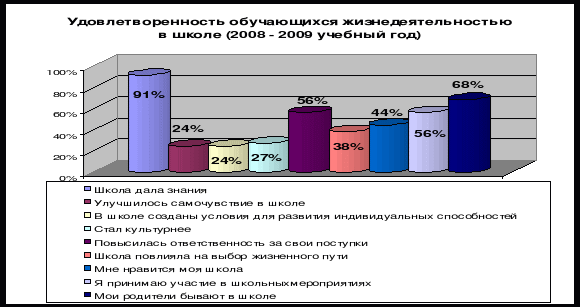 Удовлетворенность обучающихся жизнедеятельностью
в школе (2008 - 2009 учебный год)
100%
80%
60%
40%
20%
0%
91%
24%
24%
27%
56%
38%
44%
56%
68%
Школа дала знания
Улучшилось самочувствие в школе
В школе созданы условия для развития индивидуальных способностей
Стал культурнее
Повысилась ответственность за свои поступки
Школа повлияла на выбор жизненного пути
Мне нравится моя школа
Я принимаю участие в школьныхмероприятиях
Мои родители бывают в школе